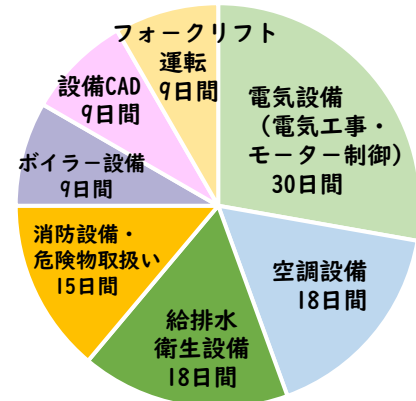 フォークリフト
運転
9日間
電気設備
（電気工事・
モーター制御）
30日間
空調設備
18日間
給排水
衛生設備
18日間
消防設備・
危険物取扱い
15日間
ボイラー設備
9日間
設備CAD
9日間